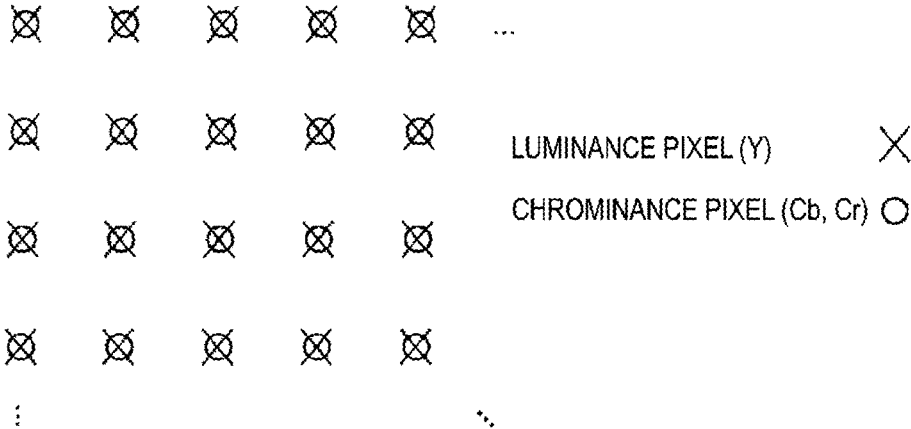 ...
LUMINANCE PIXEL (Y)
CHROMINANCE PIXEL (Cb, Cr)